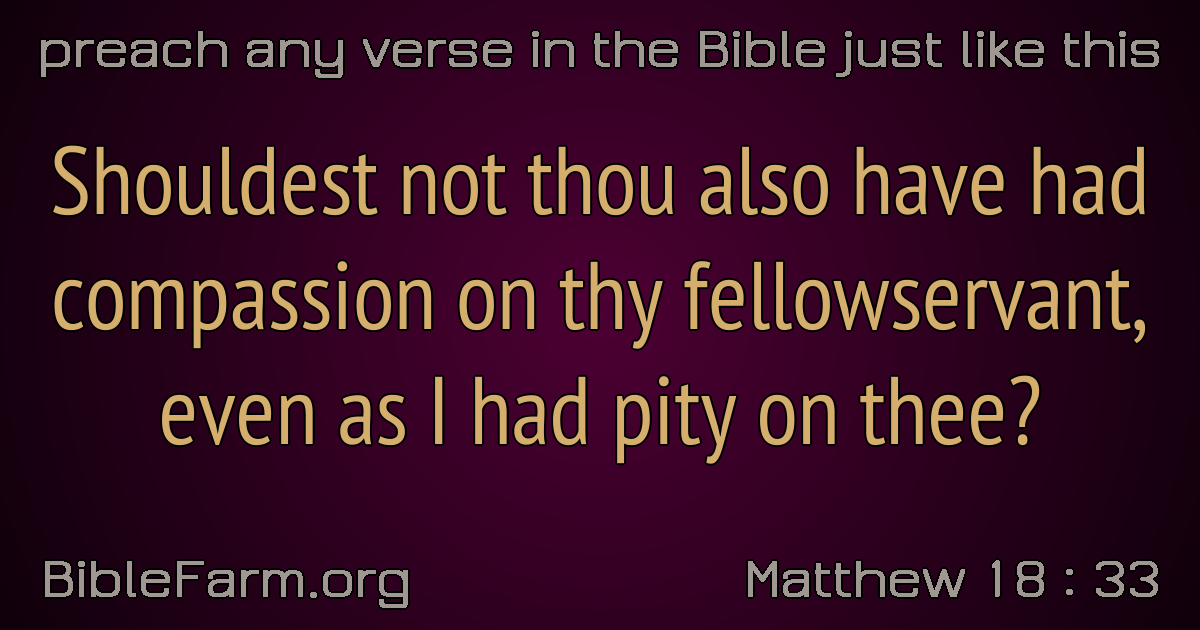 preach any verse in the Bible just like this
Shouldest not thou also have had
compassion on thy fellowservant,
even as I had pity on thee?
BibleFarm.org
Matthew 18 : 33